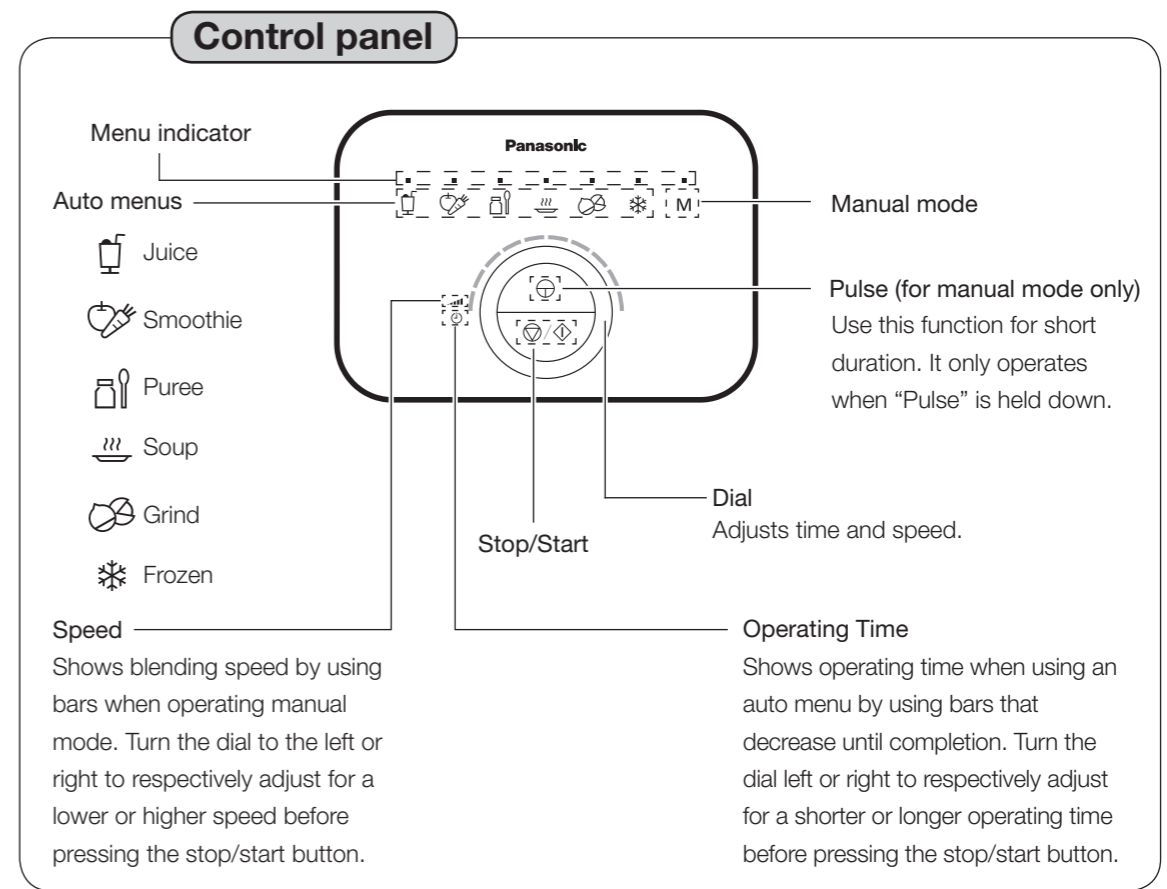 Control panel
Menu indicator
Panasonic
Auto menus
M
Manual mode
Juice
Smoothie
Puree
Soup
Grind
Frozen
Pulse (for manual mode only)
Use this function for short
duration. It only operates
when “Pulse” is held down.
Dial
Adjusts time and speed.
Stop/Start
Speed
Shows blending speed by using
bars when operating manual
mode. Turn the dial to the left or
right to respectively adjust for a
lower or higher speed before
pressing the stop/start button.
Operating Time
Shows operating time when using an
auto menu by using bars that
decrease until completion. Turn the
dial left or right to respectively adjust
for a shorter or longer operating time
before pressing the stop/start button.